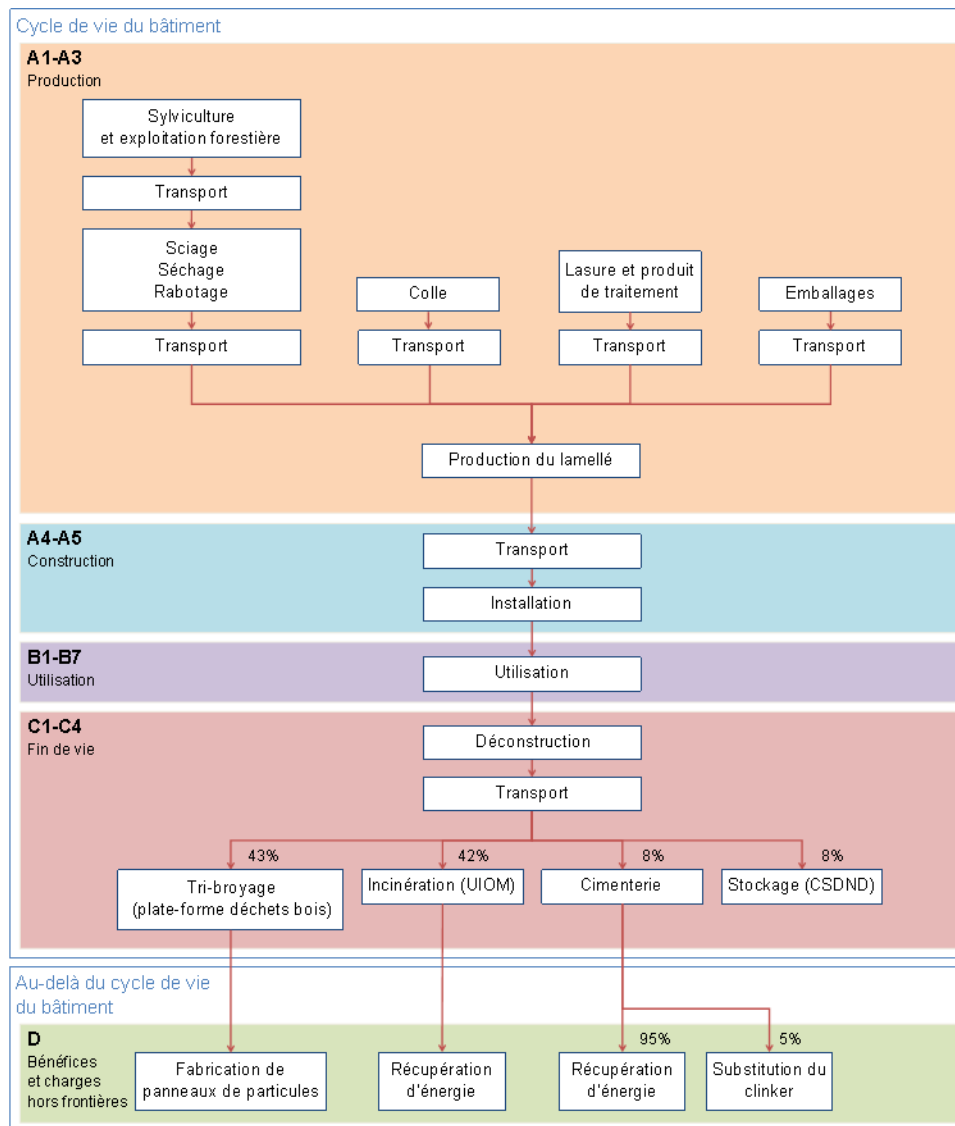 Cycle de vie du bâtiment
A1-A3
Production
Sylviculture
et exploitation forestière
Transport
Sciage
Séchage
Rabotage
Colle
Lasure et produit
de traitement
Emballages
Transport
Transport
Transport
Transport
Production du lamellé
A4-A5
Construction
Transport
Installation
B1-B7
Utilisation
Utilisation
C1-C4
Fin de vie
Déconstruction
Transport
43%
42%
8%
8%
Tri-broyage
(plate-forme déchets bois)
Incinération (UIOM)
Cimenterie
Stockage (CSDND)
Au-delà du cycle de vie
du bâtiment
D
Bénéfices
et charges
hors frontières
95%
5%
Fabrication de
panneaux de particules
Récupération
d'énergie
Récupération
d'énergie
Substitution du
clinker